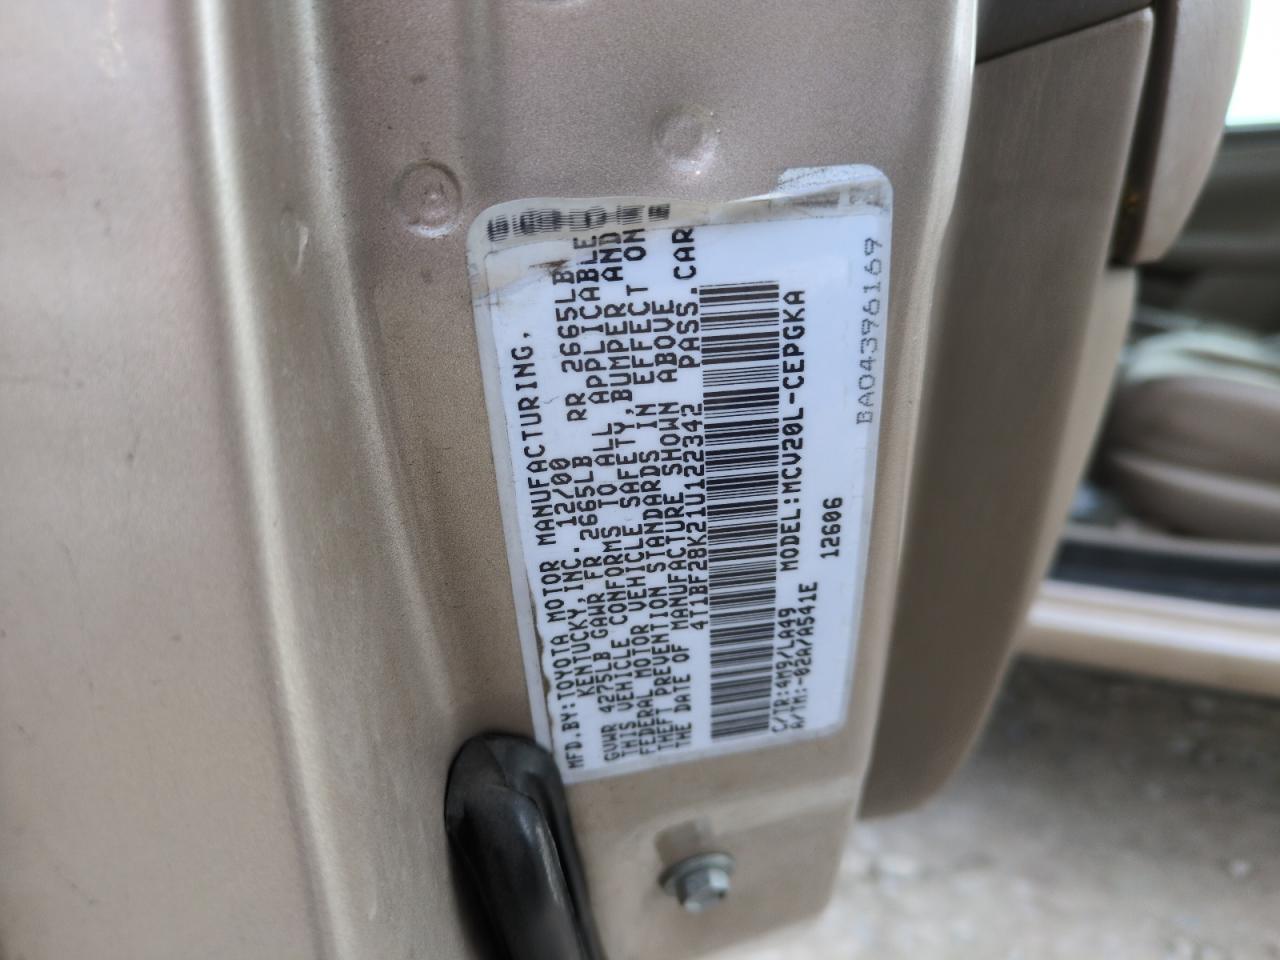 MFD.BY:TOYOTA MOTOR MANUFACTURING,
KENTUCKY,INC. 12/00
GVWR 4275LB GAWR FR 2665LB RR 2665LB
THIS VEHICLE CONFORMS TO ALL APPLICABLE
FEDERAL MOTOR VEHICLE SAFETY,BUMPER AND
THEFT PREVENTION STANDARDS IN EFFECT ON
THE DATE OF MANUFACTURE SHOWN ABOVE
4T1BF28K21U122342 PASS.CAR
C/TR:4M9/LA49 MODEL:MCV20L-CEPGKA
A/TM:-02A/A541E 12606
BA04396169